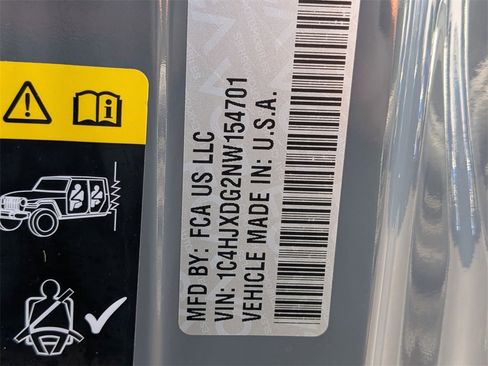 MFD BY: FCA US LLC
VIN: 1C4HJXDG2NW154701
VEHICLE MADE IN: U.S.A.